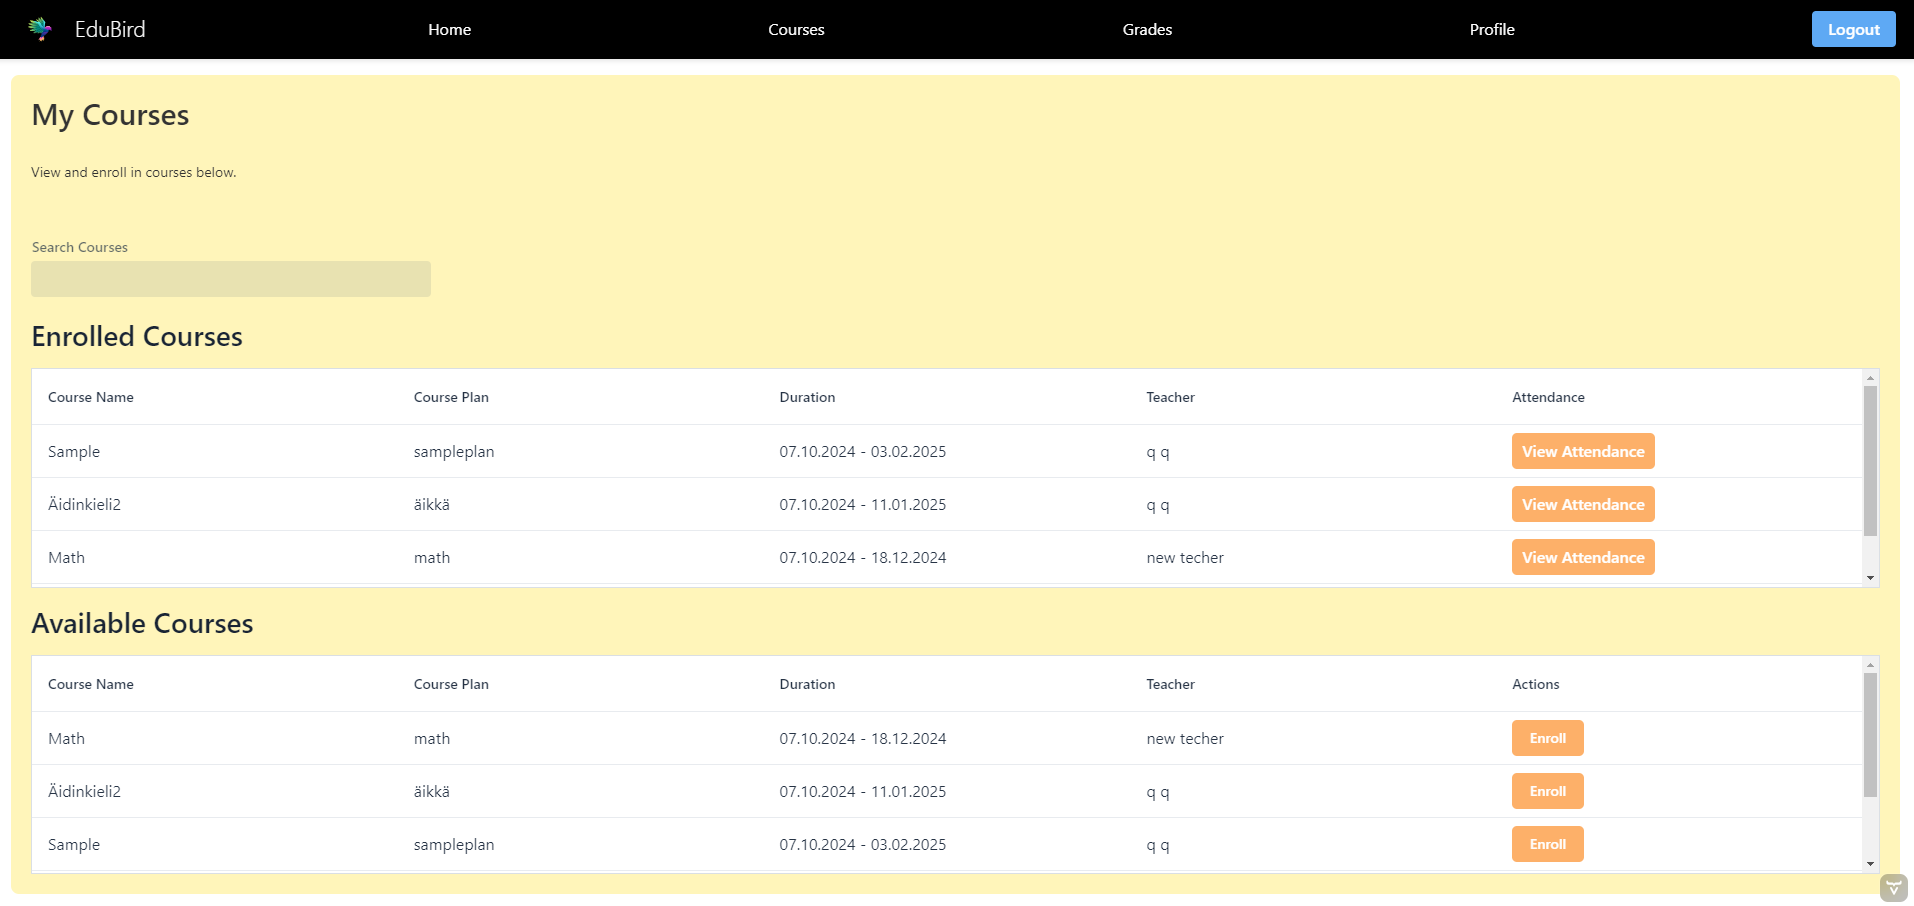 EduBird Home Courses Grades Profile Logout
My Courses
View and enroll in courses below.
Search Courses
Enrolled Courses
Course Name Course Plan Duration Teacher Attendance
Sample sampleplan 07.10.2024 - 03.02.2025 q q View Attendance
Äidinkieli2 äikkä 07.10.2024 - 11.01.2025 q q View Attendance
Math math 07.10.2024 - 18.12.2024 new techer View Attendance
Available Courses
Course Name Course Plan Duration Teacher Actions
Math math 07.10.2024 - 18.12.2024 new techer Enroll
Äidinkieli2 äikkä 07.10.2024 - 11.01.2025 q q Enroll
Sample sampleplan 07.10.2024 - 03.02.2025 q q Enroll